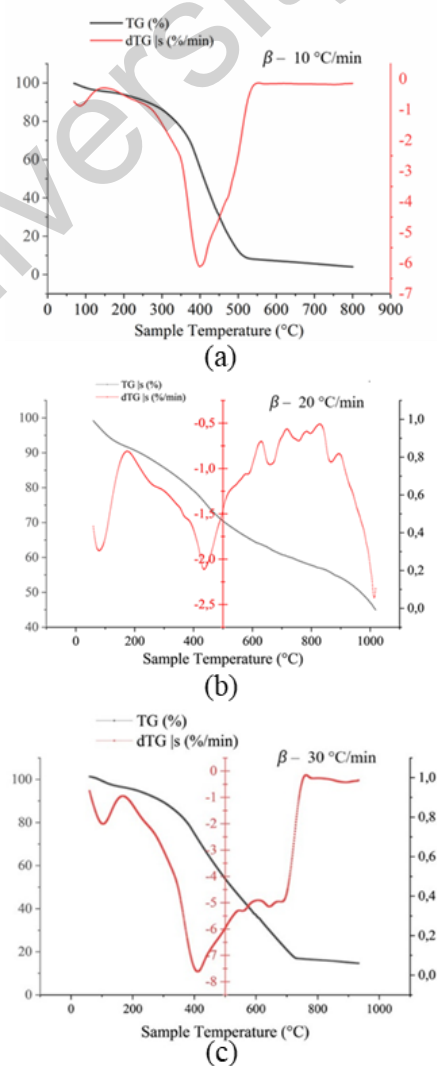 TG (%)
dTG |s (%/min)
β – 10 °C/min
100
80
60
40
20
0
0
-1
-2
-3
-4
-5
-6
-7
0 100 200 300 400 500 600 700 800 900
Sample Temperature (°C)
(a)
TG |s (%)
dTG |s (%/min)
β – 20 °C/min
100
90
80
70
60
50
40
-0,5
-1,0
-1,5
-2,0
-2,5
1,0
0,8
0,6
0,4
0,2
0,0
0 200 400 600 800 1000
Sample Temperature (°C)
(b)
TG (%)
dTG |s (%/min)
β – 30 °C/min
100
80
60
40
20
0
0
-1
-2
-3
-4
-5
-6
-7
-8
1,0
0,8
0,6
0,4
0,2
0,0
0 200 400 600 800 1000
Sample Temperature (°C)
(c)